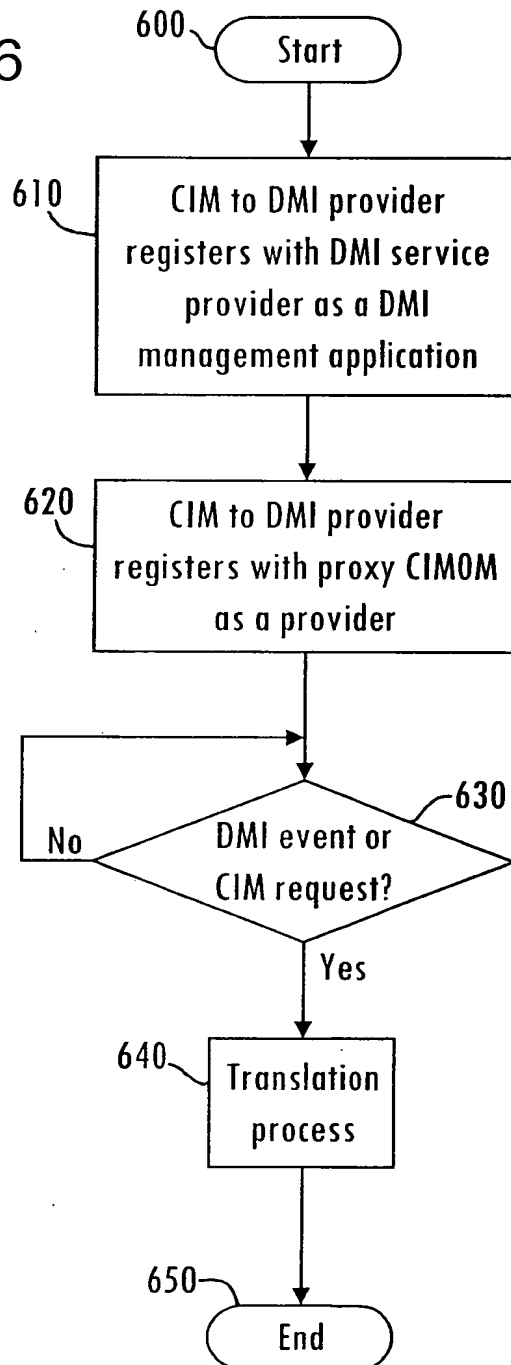 6
600
Start
610
CIM to DMI provider
registers with DMI service
provider as a DMI
management application
620
CIM to DMI provider
registers with proxy CIMOM
as a provider
630
No
DMI event or
CIM request?
Yes
640
Translation
process
650
End